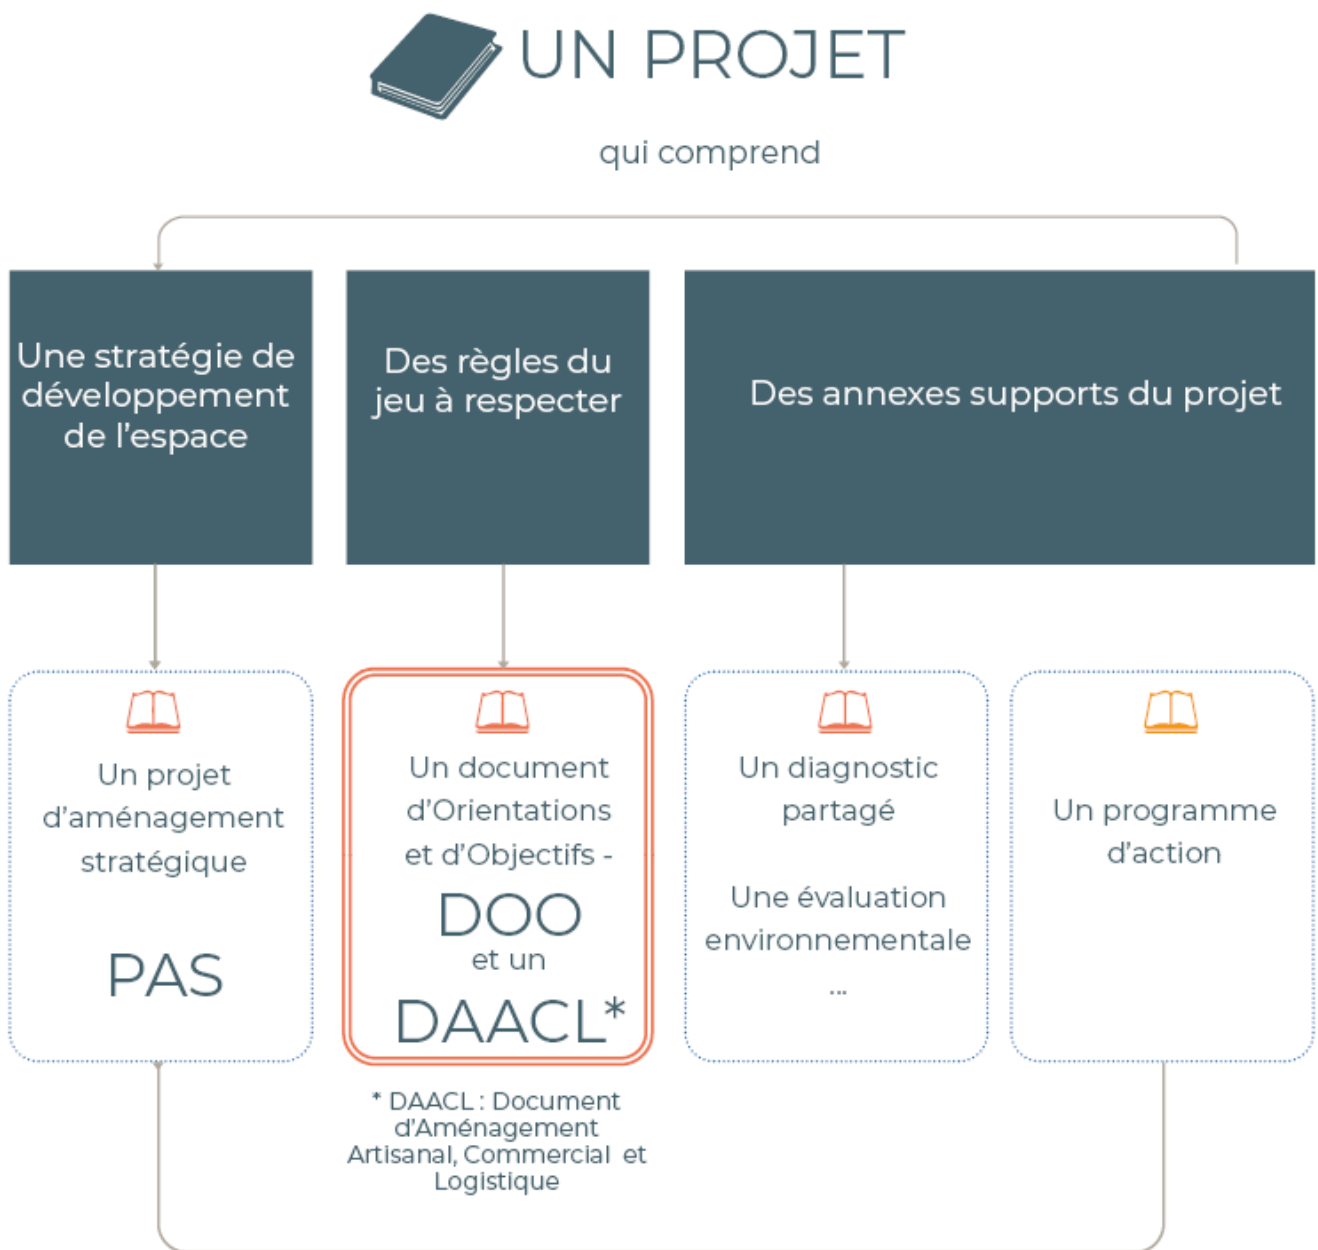 UN PROJET
qui comprend
Une stratégie de
développement
de l'espace
Des règles du
jeu à respecter
Des annexes supports du projet
Un projet
d'aménagement
stratégique
PAS
Un document
d'Orientations
et d'Objectifs -
DOO
et un
DAACL*
* DAACL : Document
d'Aménagement
Artisanal, Commercial et
Logistique
Un diagnostic
partagé
Une évaluation
environnementale
...
Un programme
d'action